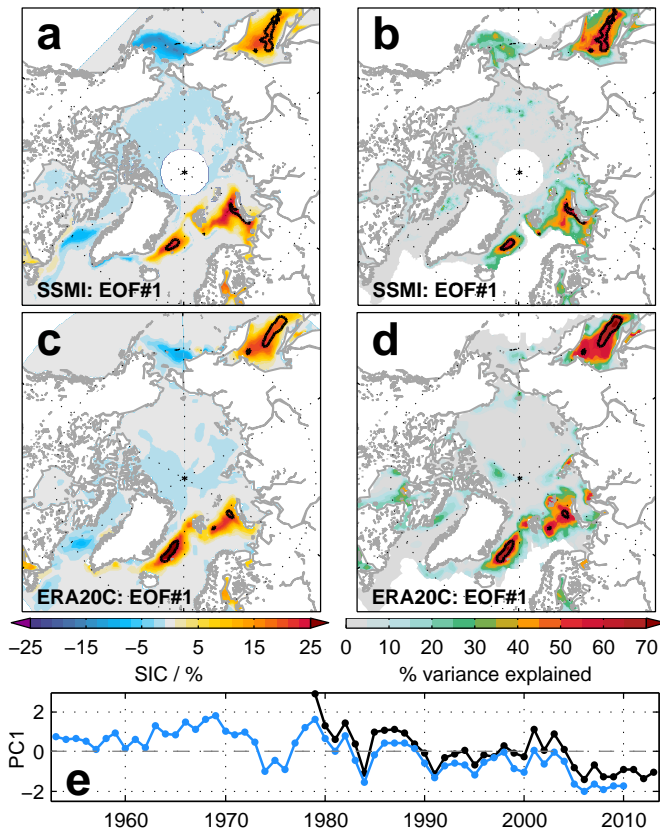 a
b
SSMI: EOF#1
SSMI: EOF#1
c
d
ERA20C: EOF#1
ERA20C: EOF#1
−25 −15 −5 5 15 25
0 10 20 30 40 50 60 70
SIC / %
% variance explained
2
0
−2
PC1
e
1960 1970 1980 1990 2000 2010